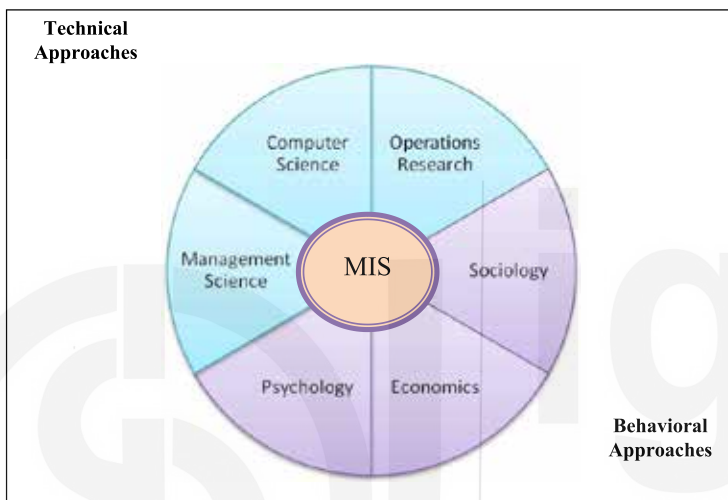 Technical
Approaches
Computer
Science
Operations
Research
Management
Science
MIS
Sociology
Psychology
Economics
Behavioral
Approaches